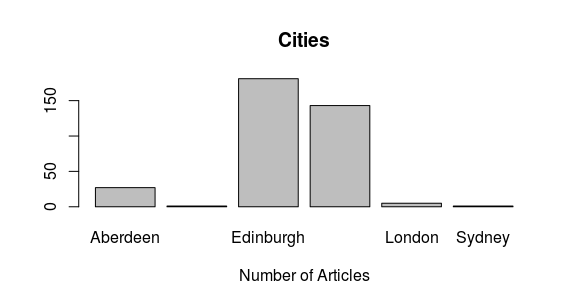 Cities
150
50
0
Aberdeen Edinburgh London Sydney
Number of Articles